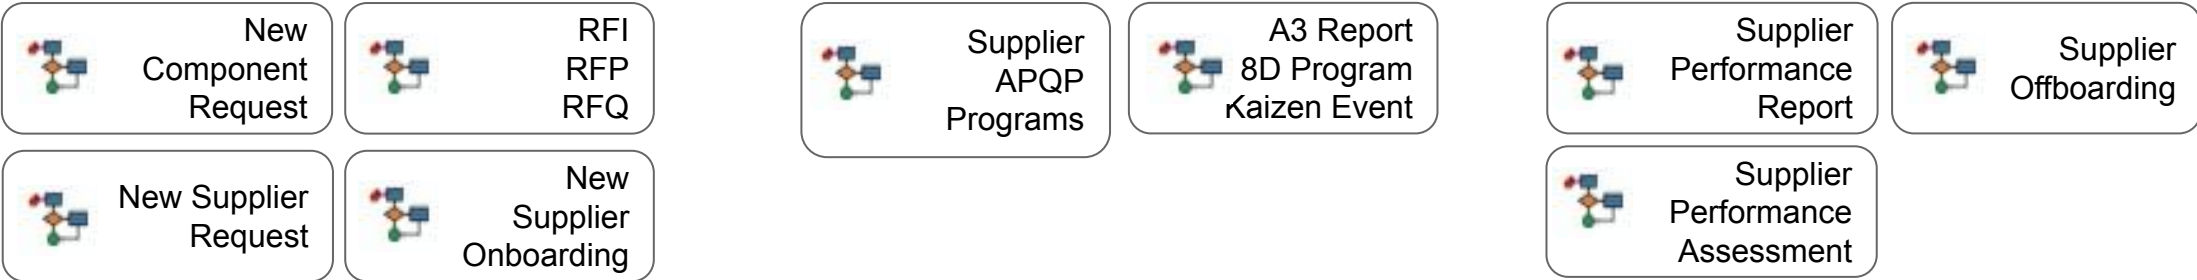 New
Component
Request
RFI
RFP
RFQ
New Supplier
Request
New
Supplier
Onboarding
Supplier
APQP
Programs
A3 Report
8D Program
Kaizen Event
Supplier
Performance
Report
Supplier
Offboarding
Supplier
Performance
Assessment